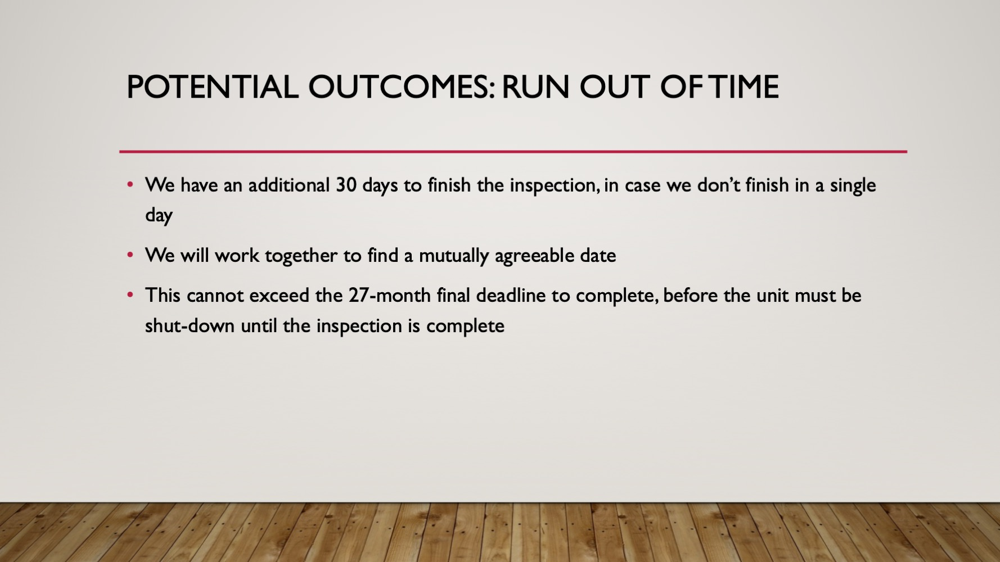 POTENTIAL OUTCOMES: RUN OUT OF TIME
• We have an additional 30 days to finish the inspection, in case we don’t finish in a single
day
• We will work together to find a mutually agreeable date
• This cannot exceed the 27-month final deadline to complete, before the unit must be
shut-down until the inspection is complete